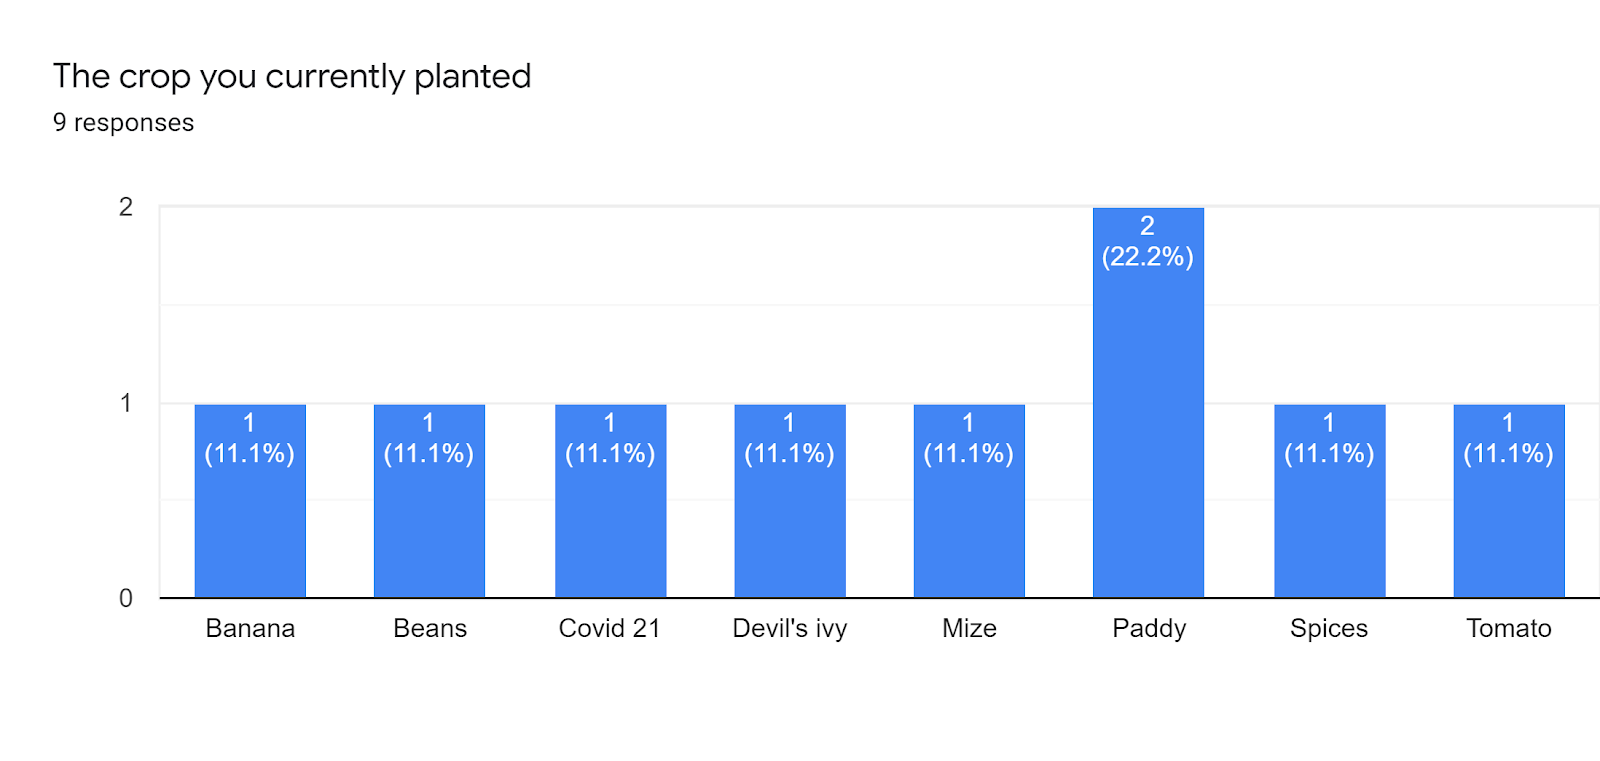 The crop you currently planted
9 responses
2
1
0
1
(11.1%)
1
(11.1%)
1
(11.1%)
1
(11.1%)
1
(11.1%)
2
(22.2%)
1
(11.1%)
1
(11.1%)
Banana
Beans
Covid 21
Devil's ivy
Mize
Paddy
Spices
Tomato